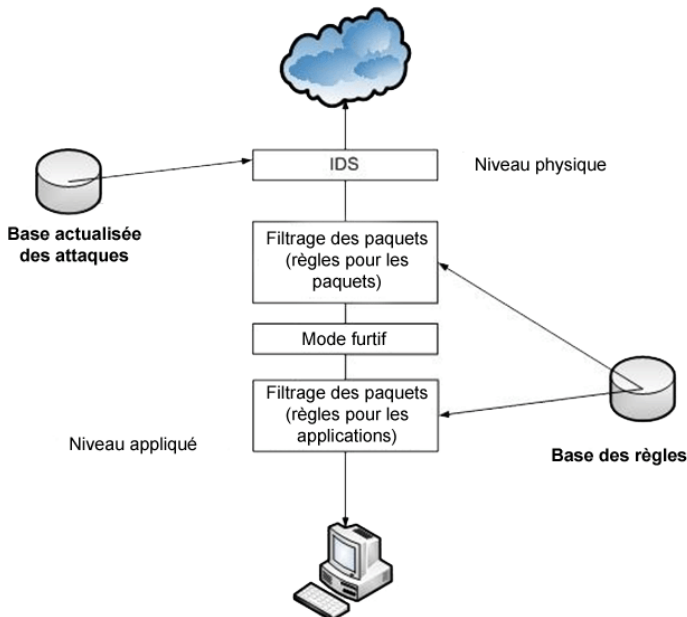 IDS
Niveau physique
Base actualisée
des attaques
Filtrage des paquets
(règles pour les
paquets)
Mode furtif
Filtrage des paquets
(règles pour les
applications)
Niveau appliqué
Base des règles